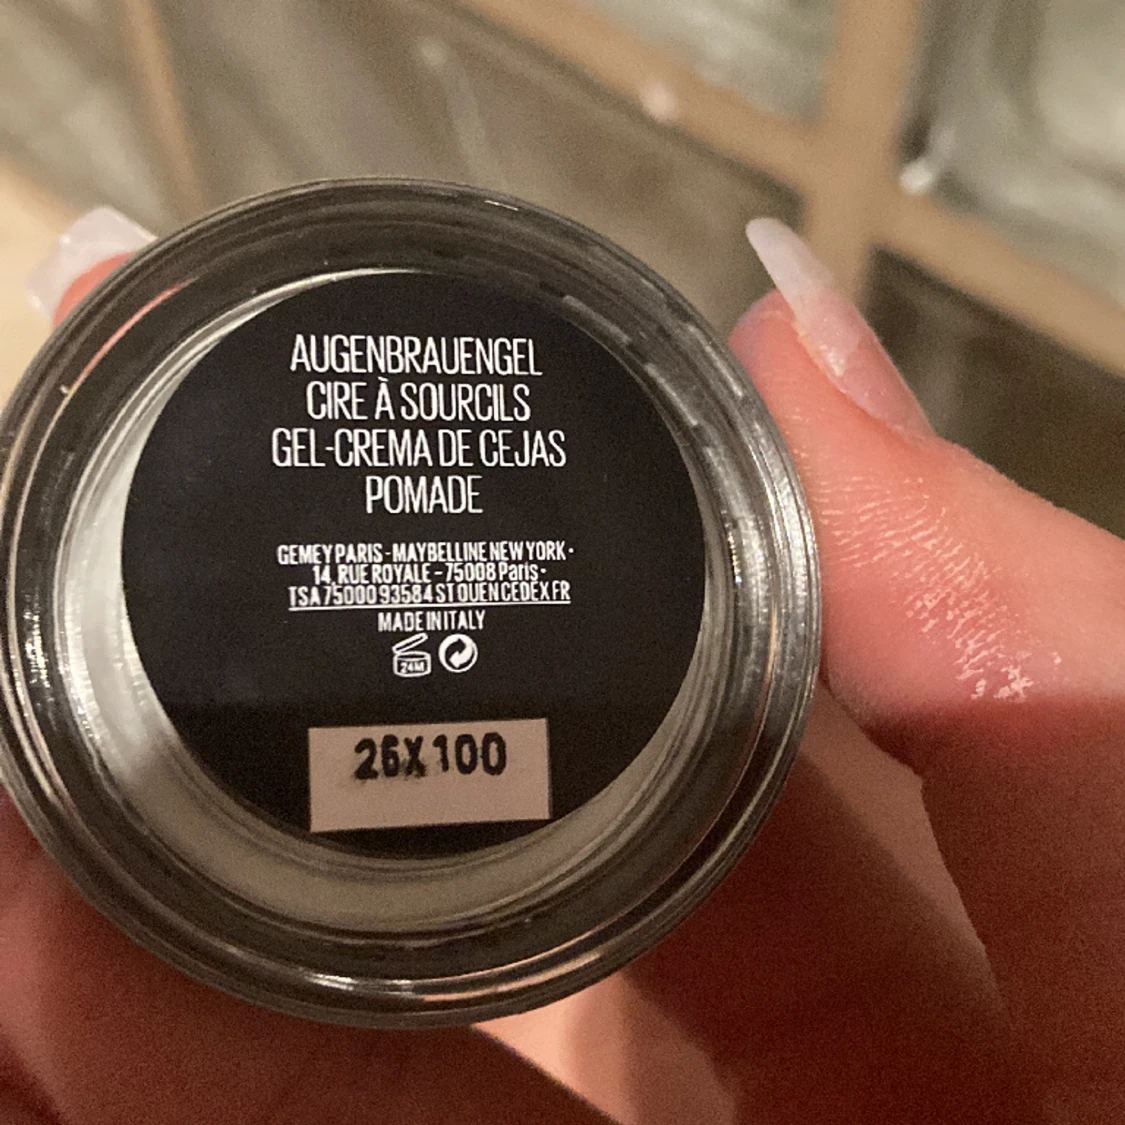 AUGENBRAUENGEL
CIRE À SOURCILS
GEL-CREMA DE CEJAS
POMADE
GEMEY PARIS - MAYBELLINE NEW YORK ·
14, RUE ROYALE - 75008 Paris ·
TSA 75000 93584 ST OUEN CEDEX FR
MADE IN ITALY
24M
26X100